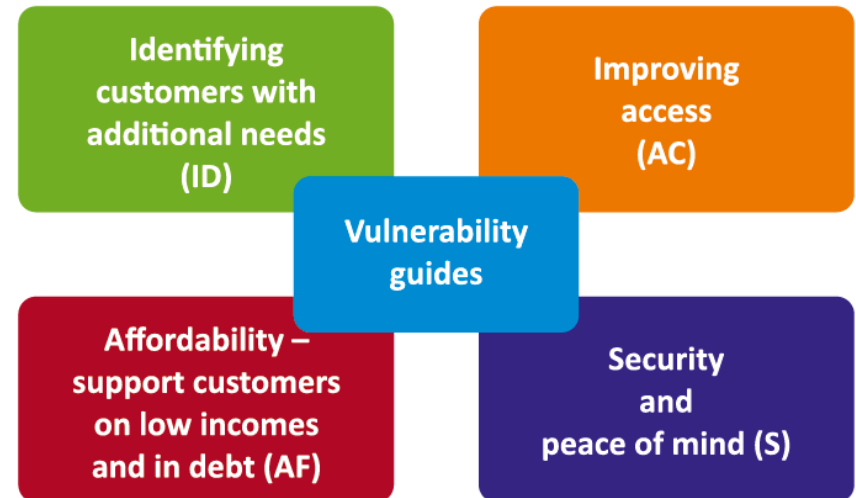 Identifying
customers with
additional needs
(ID)
Improving
access
(AC)
Vulnerability
guides
Affordability –
support customers
on low incomes
and in debt (AF)
Security
and
peace of mind (S)